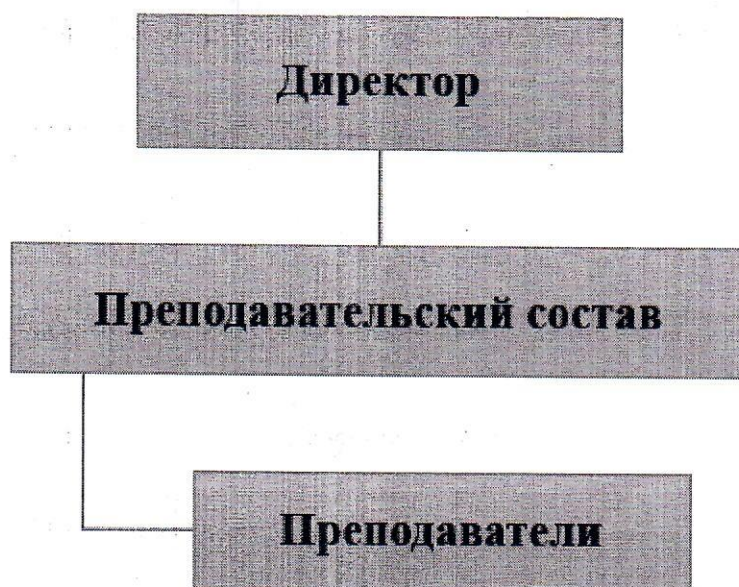 Директор
Преподавательский состав
Преподаватели